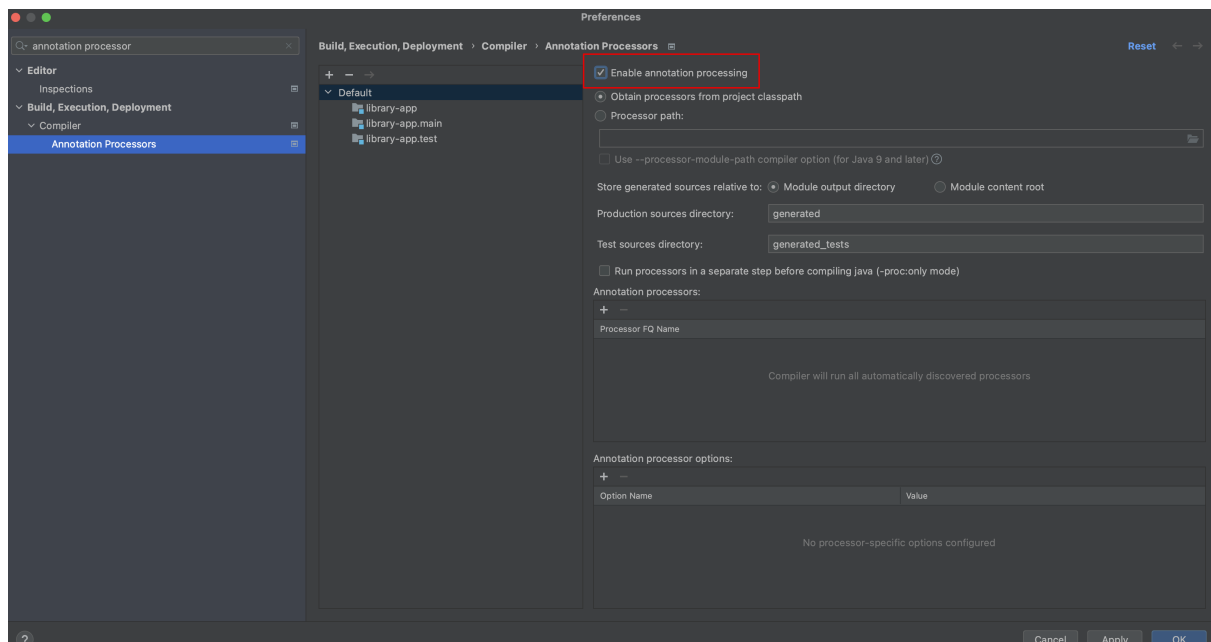 Preferences
annotation processor
Editor
Inspections
Build, Execution, Deployment
Compiler
Annotation Processors
Build, Execution, Deployment › Compiler › Annotation Processors
Reset
Default
library-app
library-app.main
library-app.test
Enable annotation processing
Obtain processors from project classpath
Processor path:
Use --processor-module-path compiler option (for Java 9 and later) ?
Store generated sources relative to: Module output directory Module content root
Production sources directory: generated
Test sources directory: generated_tests
Run processors in a separate step before compiling java (-proc:only mode)
Annotation processors:
+ −
Processor FQ Name
Compiler will run all automatically discovered processors
Annotation processor options:
+ −
Option Name Value
No processor-specific options configured
? Cancel Apply OK